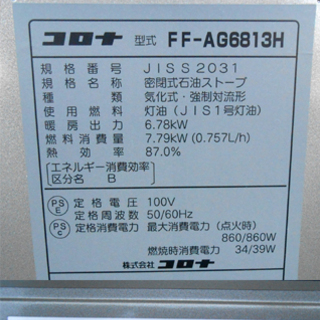 コロナ 型式 FF-AG6813H
規格番号 JISS2031
規格名称 密閉式石油ストーブ
種類 気化式・強制対流形
使用燃料 灯油(JIS1号灯油)
暖房出力 6.78kW
燃料消費量 7.79kW(0.757L/h)
熱効率 87.0%
[エネルギー消費効率]
区分名 B
PSE 定格電圧 100V
定格周波数 50/60Hz
PSC 定格消費電力 最大消費電力(点火時)
860/860W
燃焼時消費電力 34/39W
株式会社 コロナ